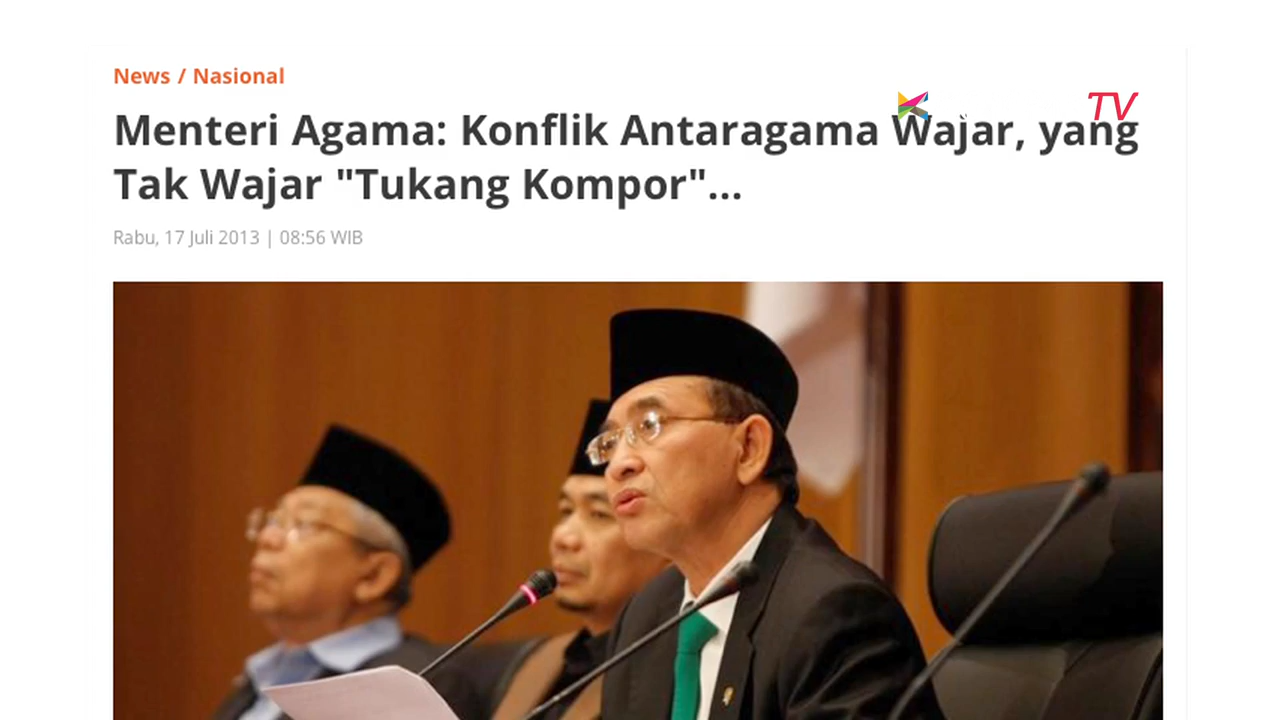 News / Nasional
TV
Menteri Agama: Konflik Antaragama Wajar, yang
Tak Wajar "Tukang Kompor"...
Rabu, 17 Juli 2013 | 08:56 WIB